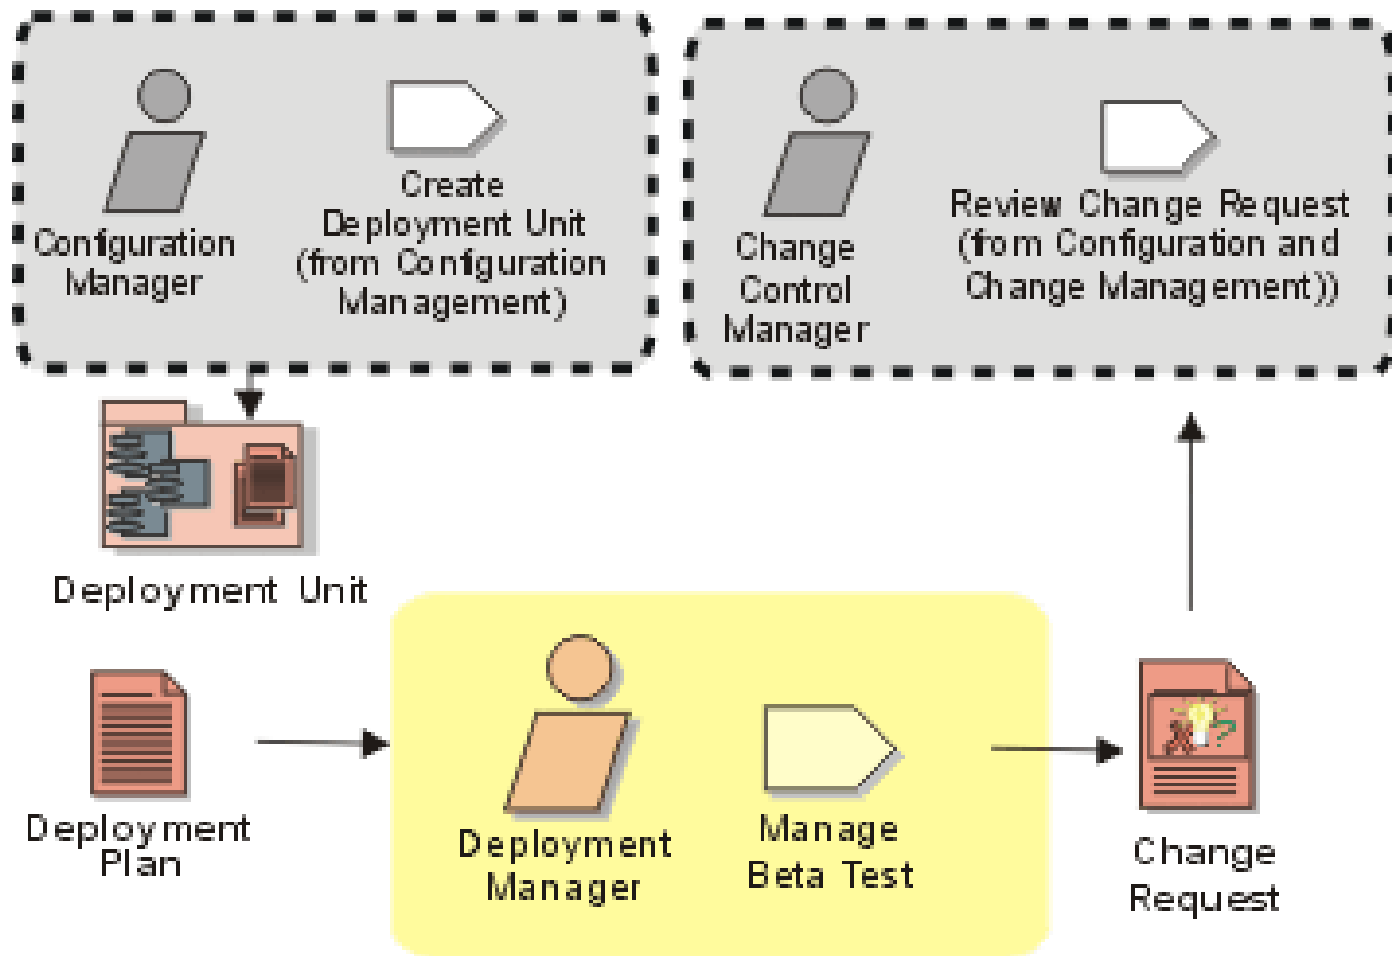 Configuration
Manager
Create
Deployment Unit
(from Configuration
Management)
Change
Control
Manager
Review Change Request
(from Configuration and
Change Management))
Deployment Unit
Deployment
Plan
Deployment
Manager
Manage
Beta Test
Change
Request